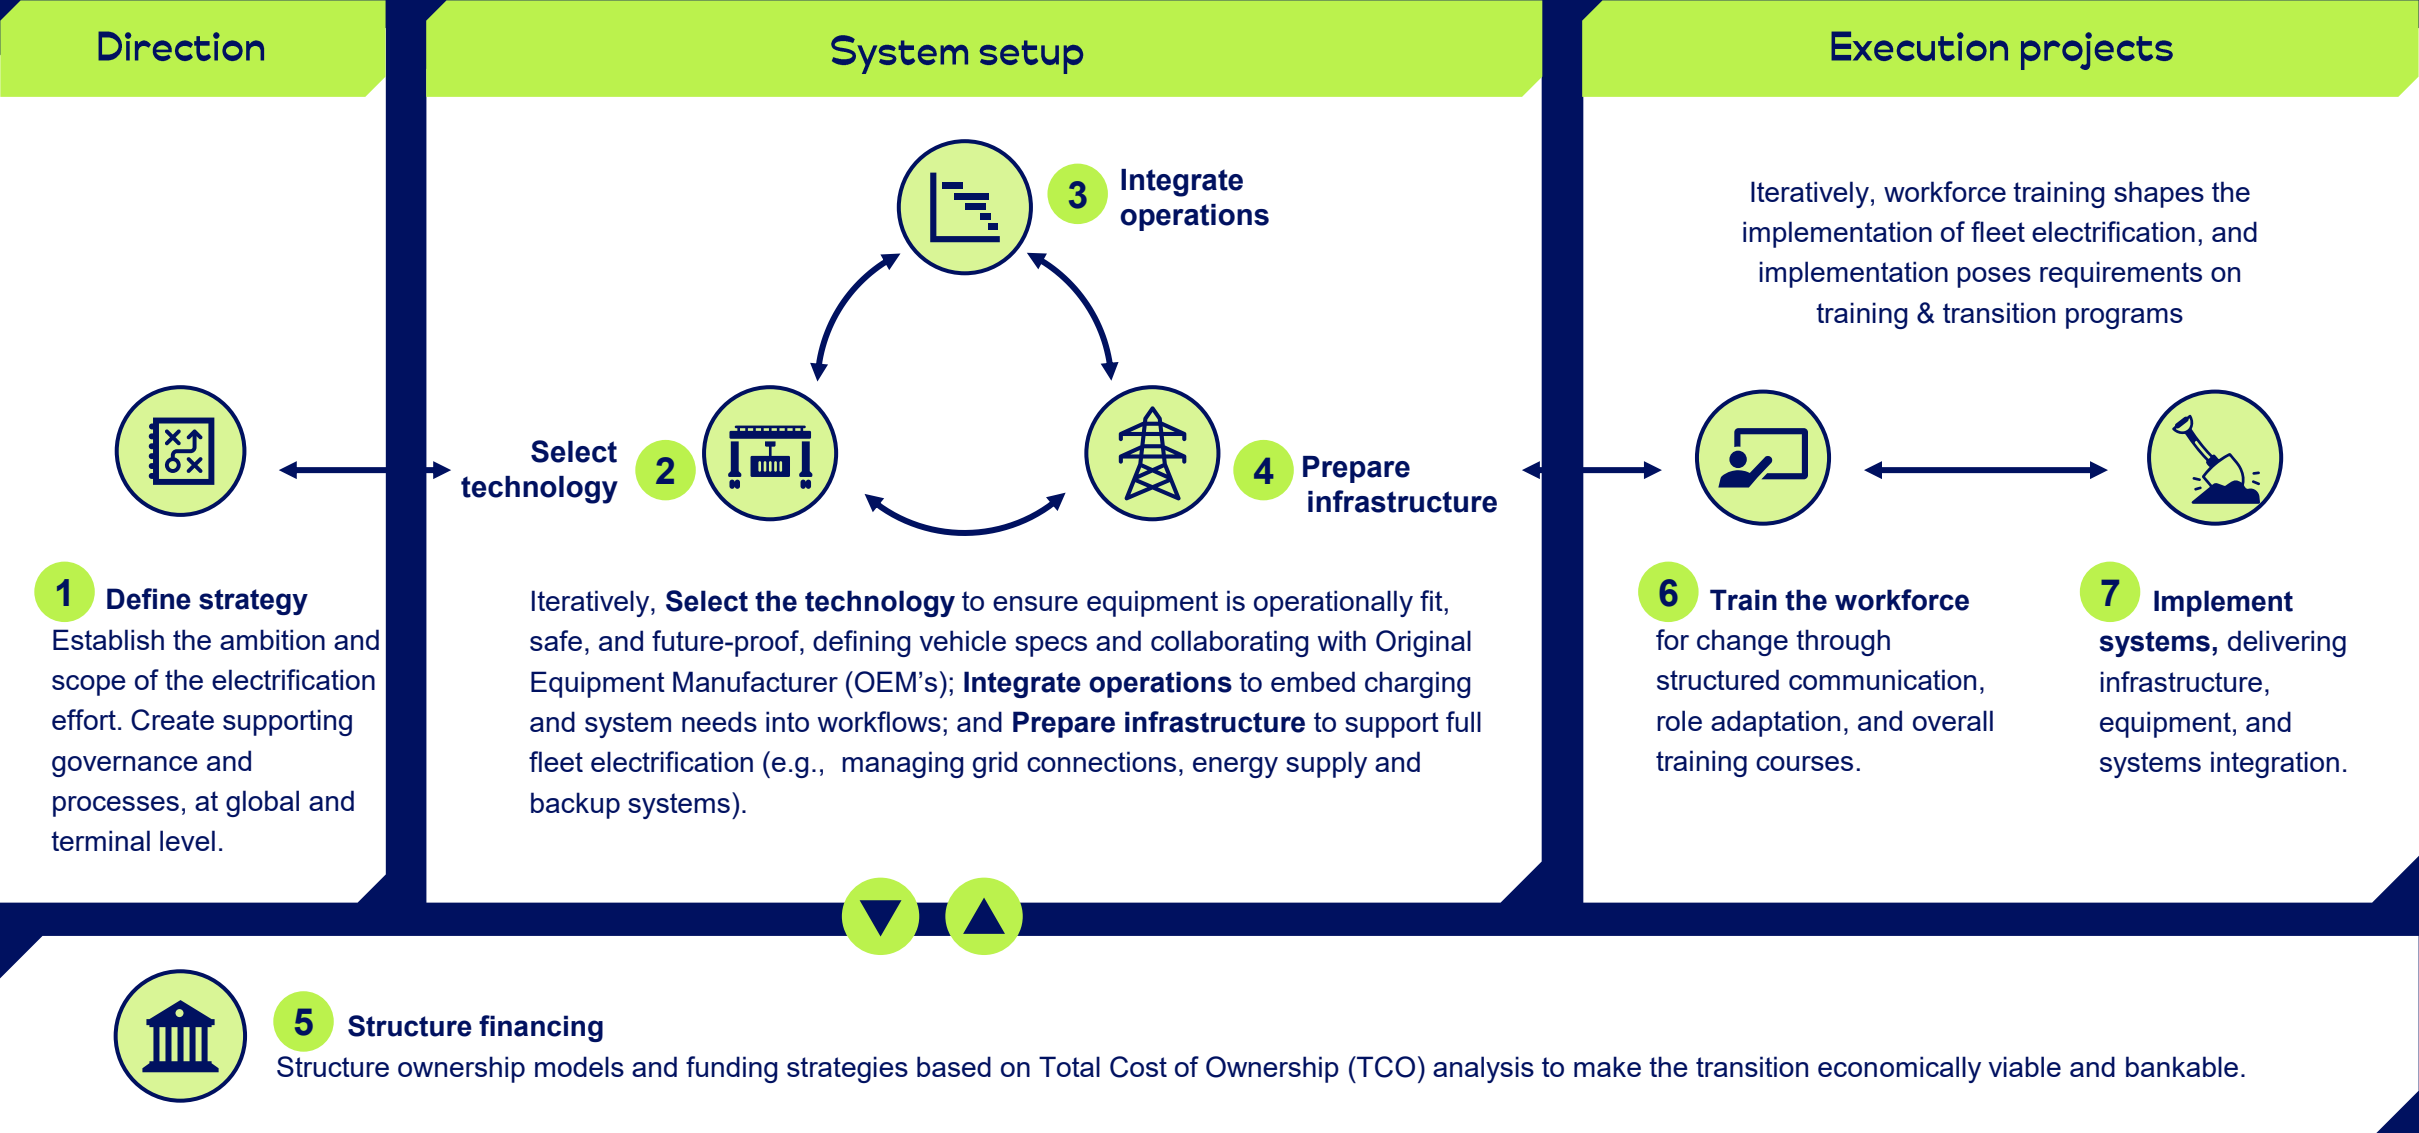 Direction
System setup
Execution projects
1
Define strategy
Establish the ambition and
scope of the electrification
effort. Create supporting
governance and
processes, at global and
terminal level.
3
Integrate
operations
Select
technology
2
4
Prepare
infrastructure
Iteratively, Select the technology to ensure equipment is operationally fit,
safe, and future-proof, defining vehicle specs and collaborating with Original
Equipment Manufacturer (OEM’s); Integrate operations to embed charging
and system needs into workflows; and Prepare infrastructure to support full
fleet electrification (e.g., managing grid connections, energy supply and
backup systems).
Iteratively, workforce training shapes the
implementation of fleet electrification, and
implementation poses requirements on
training & transition programs
6
Train the workforce
for change through
structured communication,
role adaptation, and overall
training courses.
7
Implement
systems, delivering
infrastructure,
equipment, and
systems integration.
5
Structure financing
Structure ownership models and funding strategies based on Total Cost of Ownership (TCO) analysis to make the transition economically viable and bankable.